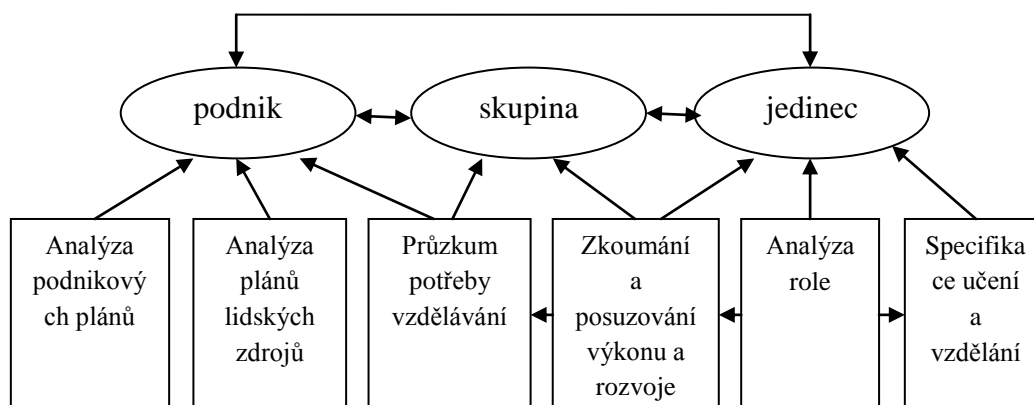 podnik
skupina
jedinec
Analýza
podnikový
ch plánů
Analýza
plánů
lidských
zdrojů
Průzkum
potřeby
vzdělávání
Zkoumání
a
posuzování
výkonu a
rozvoje
Analýza
role
Specifika
ce učení
a
vzdělání